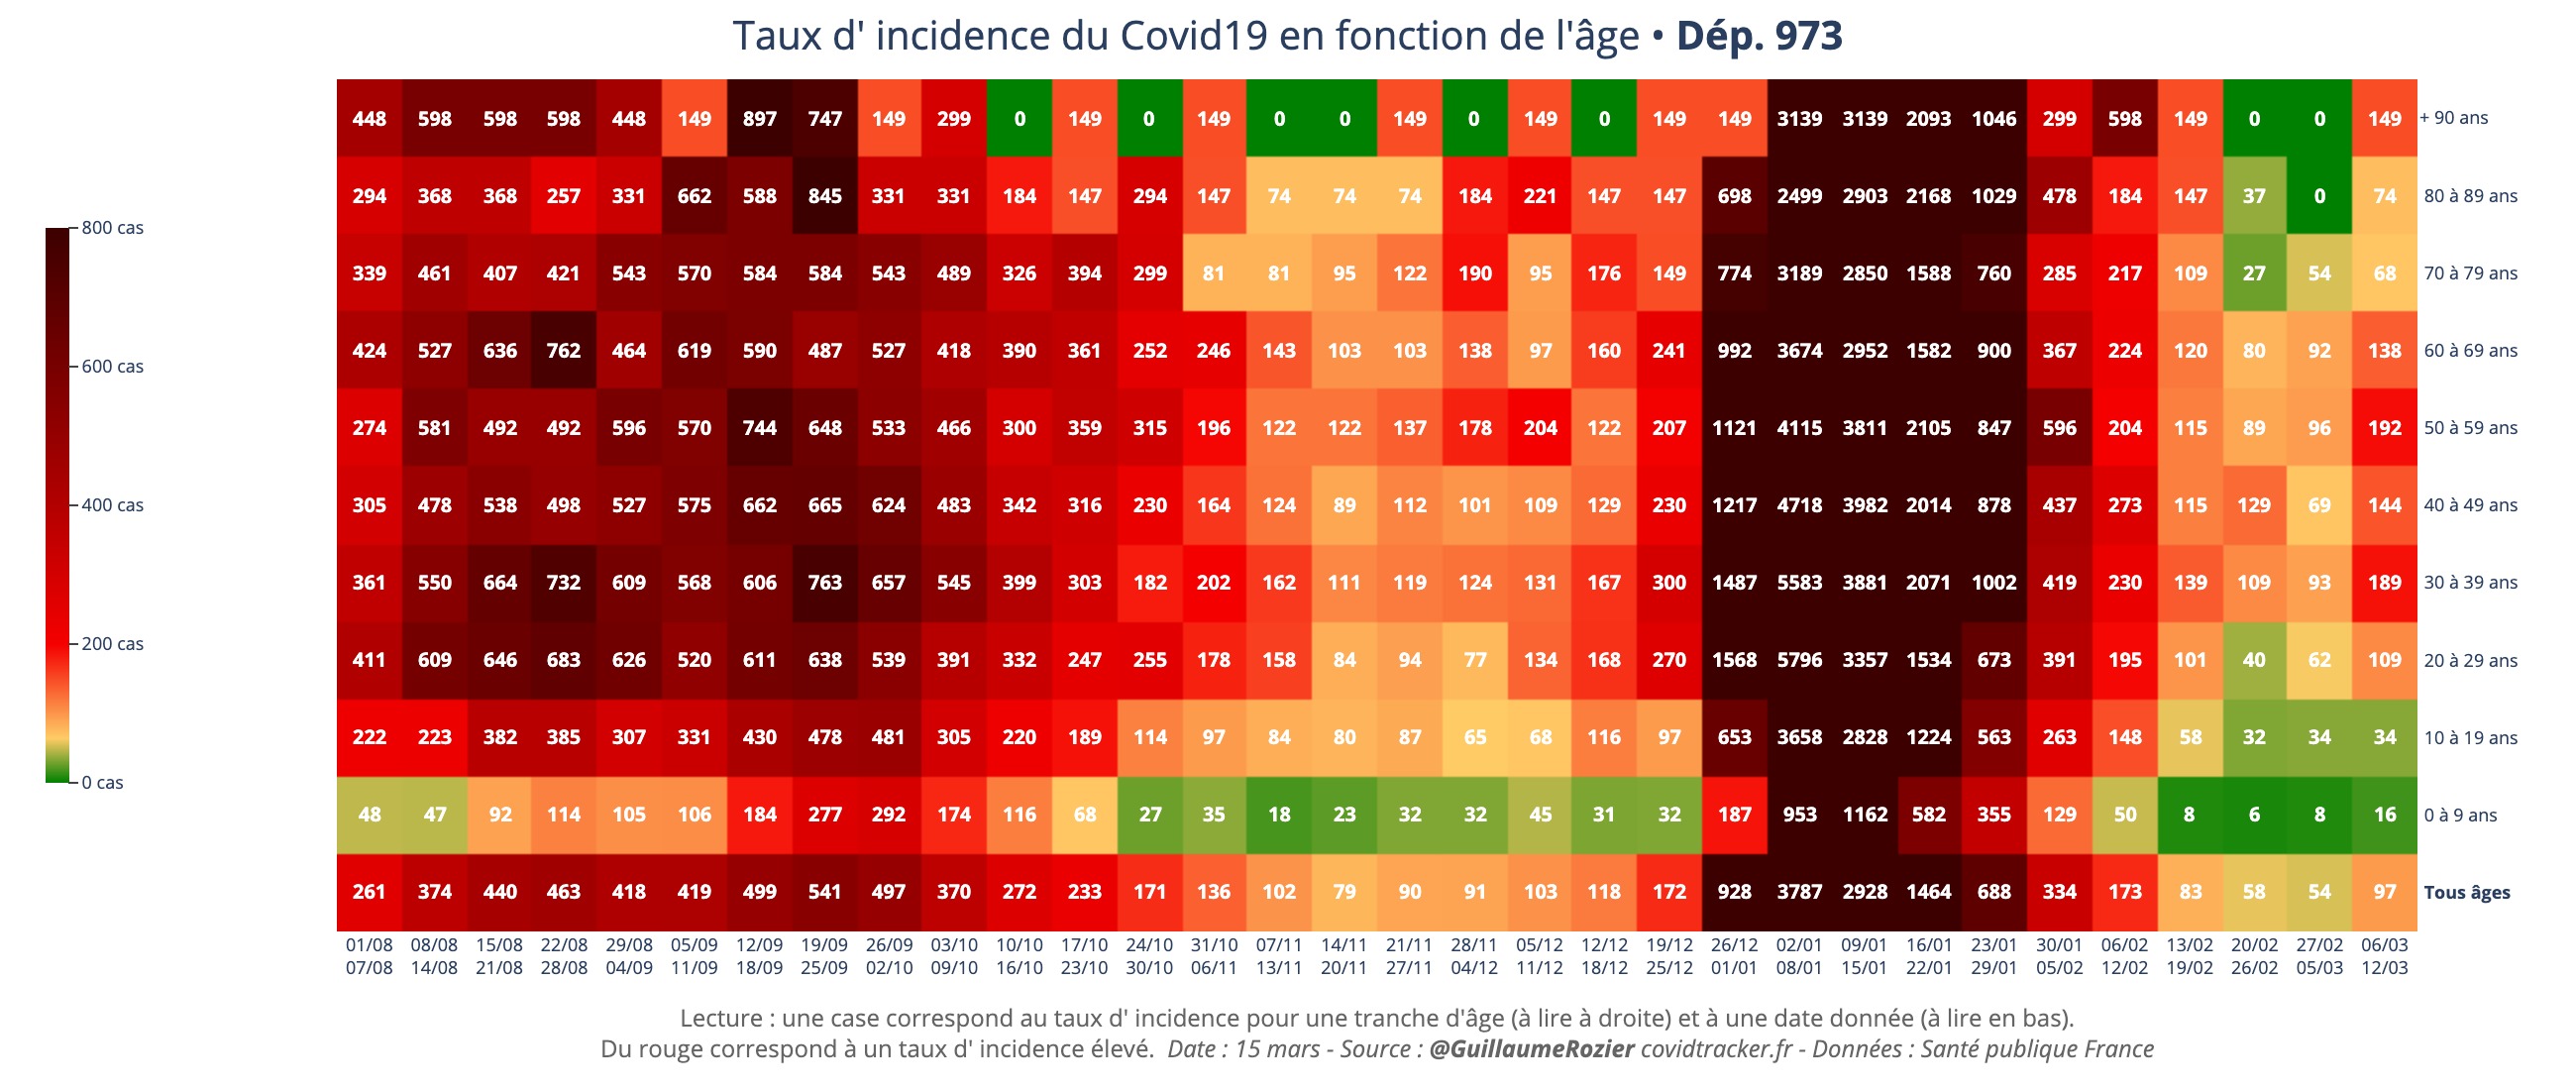 Taux d' incidence du Covid19 en fonction de l'âge • Dép. 973
448 598 598 598 448 149 897 747 149 299 0 149 0 149 0 0 149 0 149 0 149 149 3139 3139 2093 1046 299 598 149 0 0 149 + 90 ans
294 368 368 257 331 662 588 845 331 331 184 147 294 147 74 74 74 184 221 147 147 698 2499 2903 2168 1029 478 184 147 37 0 74 80 à 89 ans
800 cas
339 461 407 421 543 570 584 584 543 489 326 394 299 81 81 95 122 190 95 176 149 774 3189 2850 1588 760 285 217 109 27 54 68 70 à 79 ans
424 527 636 762 464 619 590 487 527 418 390 361 252 246 143 103 103 138 97 160 241 992 3674 2952 1582 900 367 224 120 80 92 138 60 à 69 ans
600 cas
274 581 492 492 596 570 744 648 533 466 300 359 315 196 122 122 137 178 204 122 207 1121 4115 3811 2105 847 596 204 115 89 96 192 50 à 59 ans
305 478 538 498 527 575 662 665 624 483 342 316 230 164 124 89 112 101 109 129 230 1217 4718 3982 2014 878 437 273 115 129 69 144 40 à 49 ans
400 cas
361 550 664 732 609 568 606 763 657 545 399 303 182 202 162 111 119 124 131 167 300 1487 5583 3881 2071 1002 419 230 139 109 93 189 30 à 39 ans
200 cas
411 609 646 683 626 520 611 638 539 391 332 247 255 178 158 84 94 77 134 168 270 1568 5796 3357 1534 673 391 195 101 40 62 109 20 à 29 ans
222 223 382 385 307 331 430 478 481 305 220 189 114 97 84 80 87 65 68 116 97 653 3658 2828 1224 563 263 148 58 32 34 34 10 à 19 ans
0 cas
48 47 92 114 105 106 184 277 292 174 116 68 27 35 18 23 32 32 45 31 32 187 953 1162 582 355 129 50 8 6 8 16 0 à 9 ans
261 374 440 463 418 419 499 541 497 370 272 233 171 136 102 79 90 91 103 118 172 928 3787 2928 1464 688 334 173 83 58 54 97 Tous âges
01/08 08/08 15/08 22/08 29/08 05/09 12/09 19/09 26/09 03/10 10/10 17/10 24/10 31/10 07/11 14/11 21/11 28/11 05/12 12/12 19/12 26/12 02/01 09/01 16/01 23/01 30/01 06/02 13/02 20/02 27/02 06/03
07/08 14/08 21/08 28/08 04/09 11/09 18/09 25/09 02/10 09/10 16/10 23/10 30/10 06/11 13/11 20/11 27/11 04/12 11/12 18/12 25/12 01/01 08/01 15/01 22/01 29/01 05/02 12/02 19/02 26/02 05/03 12/03
Lecture : une case correspond au taux d' incidence pour une tranche d'âge (à lire à droite) et à une date donnée (à lire en bas).
Du rouge correspond à un taux d' incidence élevé. Date : 15 mars - Source : @GuillaumeRozier covidtracker.fr - Données : Santé publique France